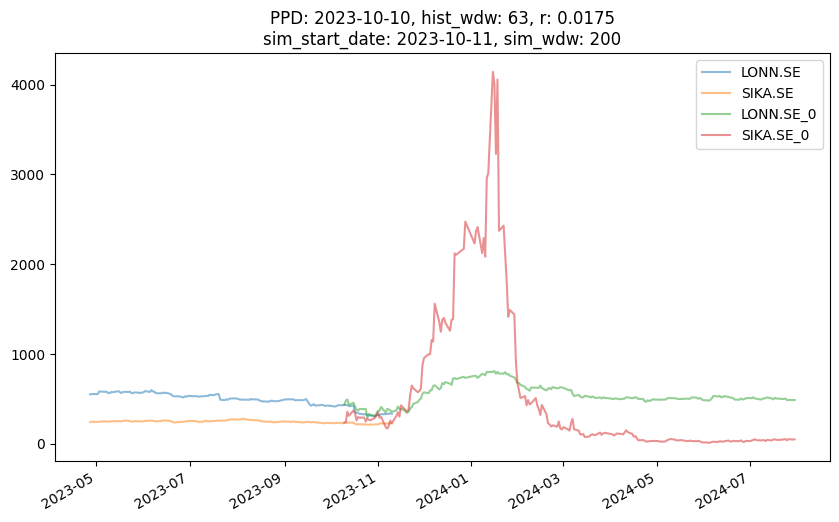 PPD: 2023-10-10, hist_wdw: 63, r: 0.0175
sim_start_date: 2023-10-11, sim_wdw: 200
LONN.SE
SIKA.SE
LONN.SE_0
SIKA.SE_0
4000
3000
2000
1000
0
2023-05
2023-07
2023-09
2023-11
2024-01
2024-03
2024-05
2024-07